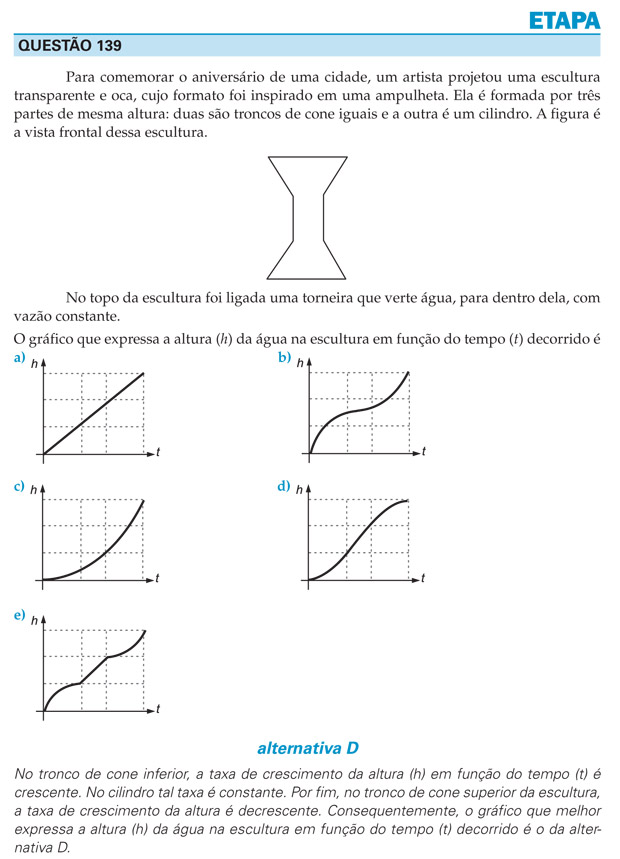 ETAPA
QUESTÃO 139
Para comemorar o aniversário de uma cidade, um artista projetou uma escultura
transparente e oca, cujo formato foi inspirado em uma ampulheta. Ela é formada por três
partes de mesma altura: duas são troncos de cone iguais e a outra é um cilindro. A figura é
a vista frontal dessa escultura.
No topo da escultura foi ligada uma torneira que verte água, para dentro dela, com
vazão constante.
O gráfico que expressa a altura (h) da água na escultura em função do tempo (t) decorrido é
a) h t
b) h t
c) h t
d) h t
e) h t
alternativa D
No tronco de cone inferior, a taxa de crescimento da altura (h) em função do tempo (t) é
crescente. No cilindro tal taxa é constante. Por fim, no tronco de cone superior da escultura,
a taxa de crescimento da altura é decrescente. Consequentemente, o gráfico que melhor
expressa a altura (h) da água na escultura em função do tempo (t) decorrido é o da alter-
nativa D.